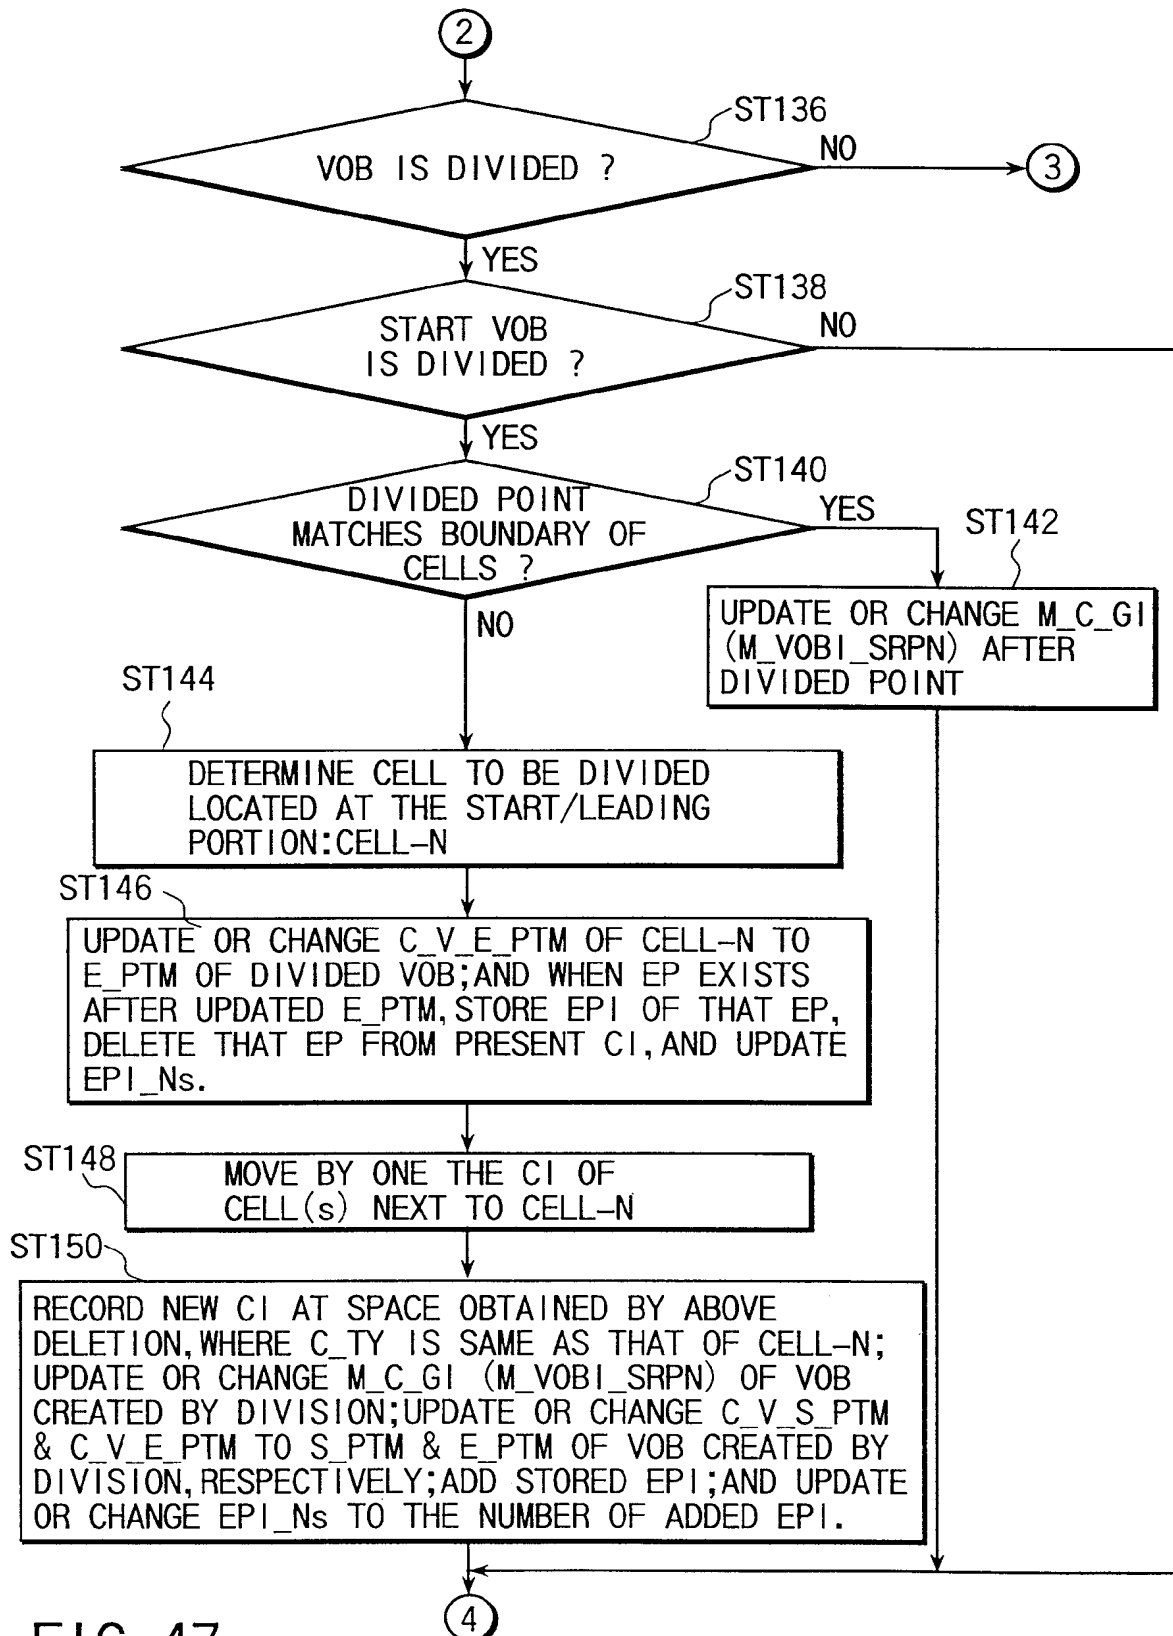 2
ST136
VOB IS DIVIDED ?
NO
3
YES
ST138
START VOB
IS DIVIDED ?
NO
YES
ST140
DIVIDED POINT
MATCHES BOUNDARY OF
CELLS ?
YES
ST142
NO
UPDATE OR CHANGE M_C_GI
(M_VOBI_SRPN) AFTER
DIVIDED POINT
ST144
DETERMINE CELL TO BE DIVIDED
LOCATED AT THE START/LEADING
PORTION:CELL-N
ST146
UPDATE OR CHANGE C_V_E_PTM OF CELL-N TO
E_PTM OF DIVIDED VOB;AND WHEN EP EXISTS
AFTER UPDATED E_PTM,STORE EPI OF THAT EP,
DELETE THAT EP FROM PRESENT CI,AND UPDATE
EPI_Ns.
ST148
MOVE BY ONE THE CI OF
CELL(s) NEXT TO CELL-N
ST150
RECORD NEW CI AT SPACE OBTAINED BY ABOVE
DELETION,WHERE C_TY IS SAME AS THAT OF CELL-N;
UPDATE OR CHANGE M_C_GI (M_VOBI_SRPN) OF VOB
CREATED BY DIVISION;UPDATE OR CHANGE C_V_S_PTM
& C_V_E_PTM TO S_PTM & E_PTM OF VOB CREATED BY
DIVISION,RESPECTIVELY;ADD STORED EPI;AND UPDATE
OR CHANGE EPI_Ns TO THE NUMBER OF ADDED EPI.
4
FIG.47